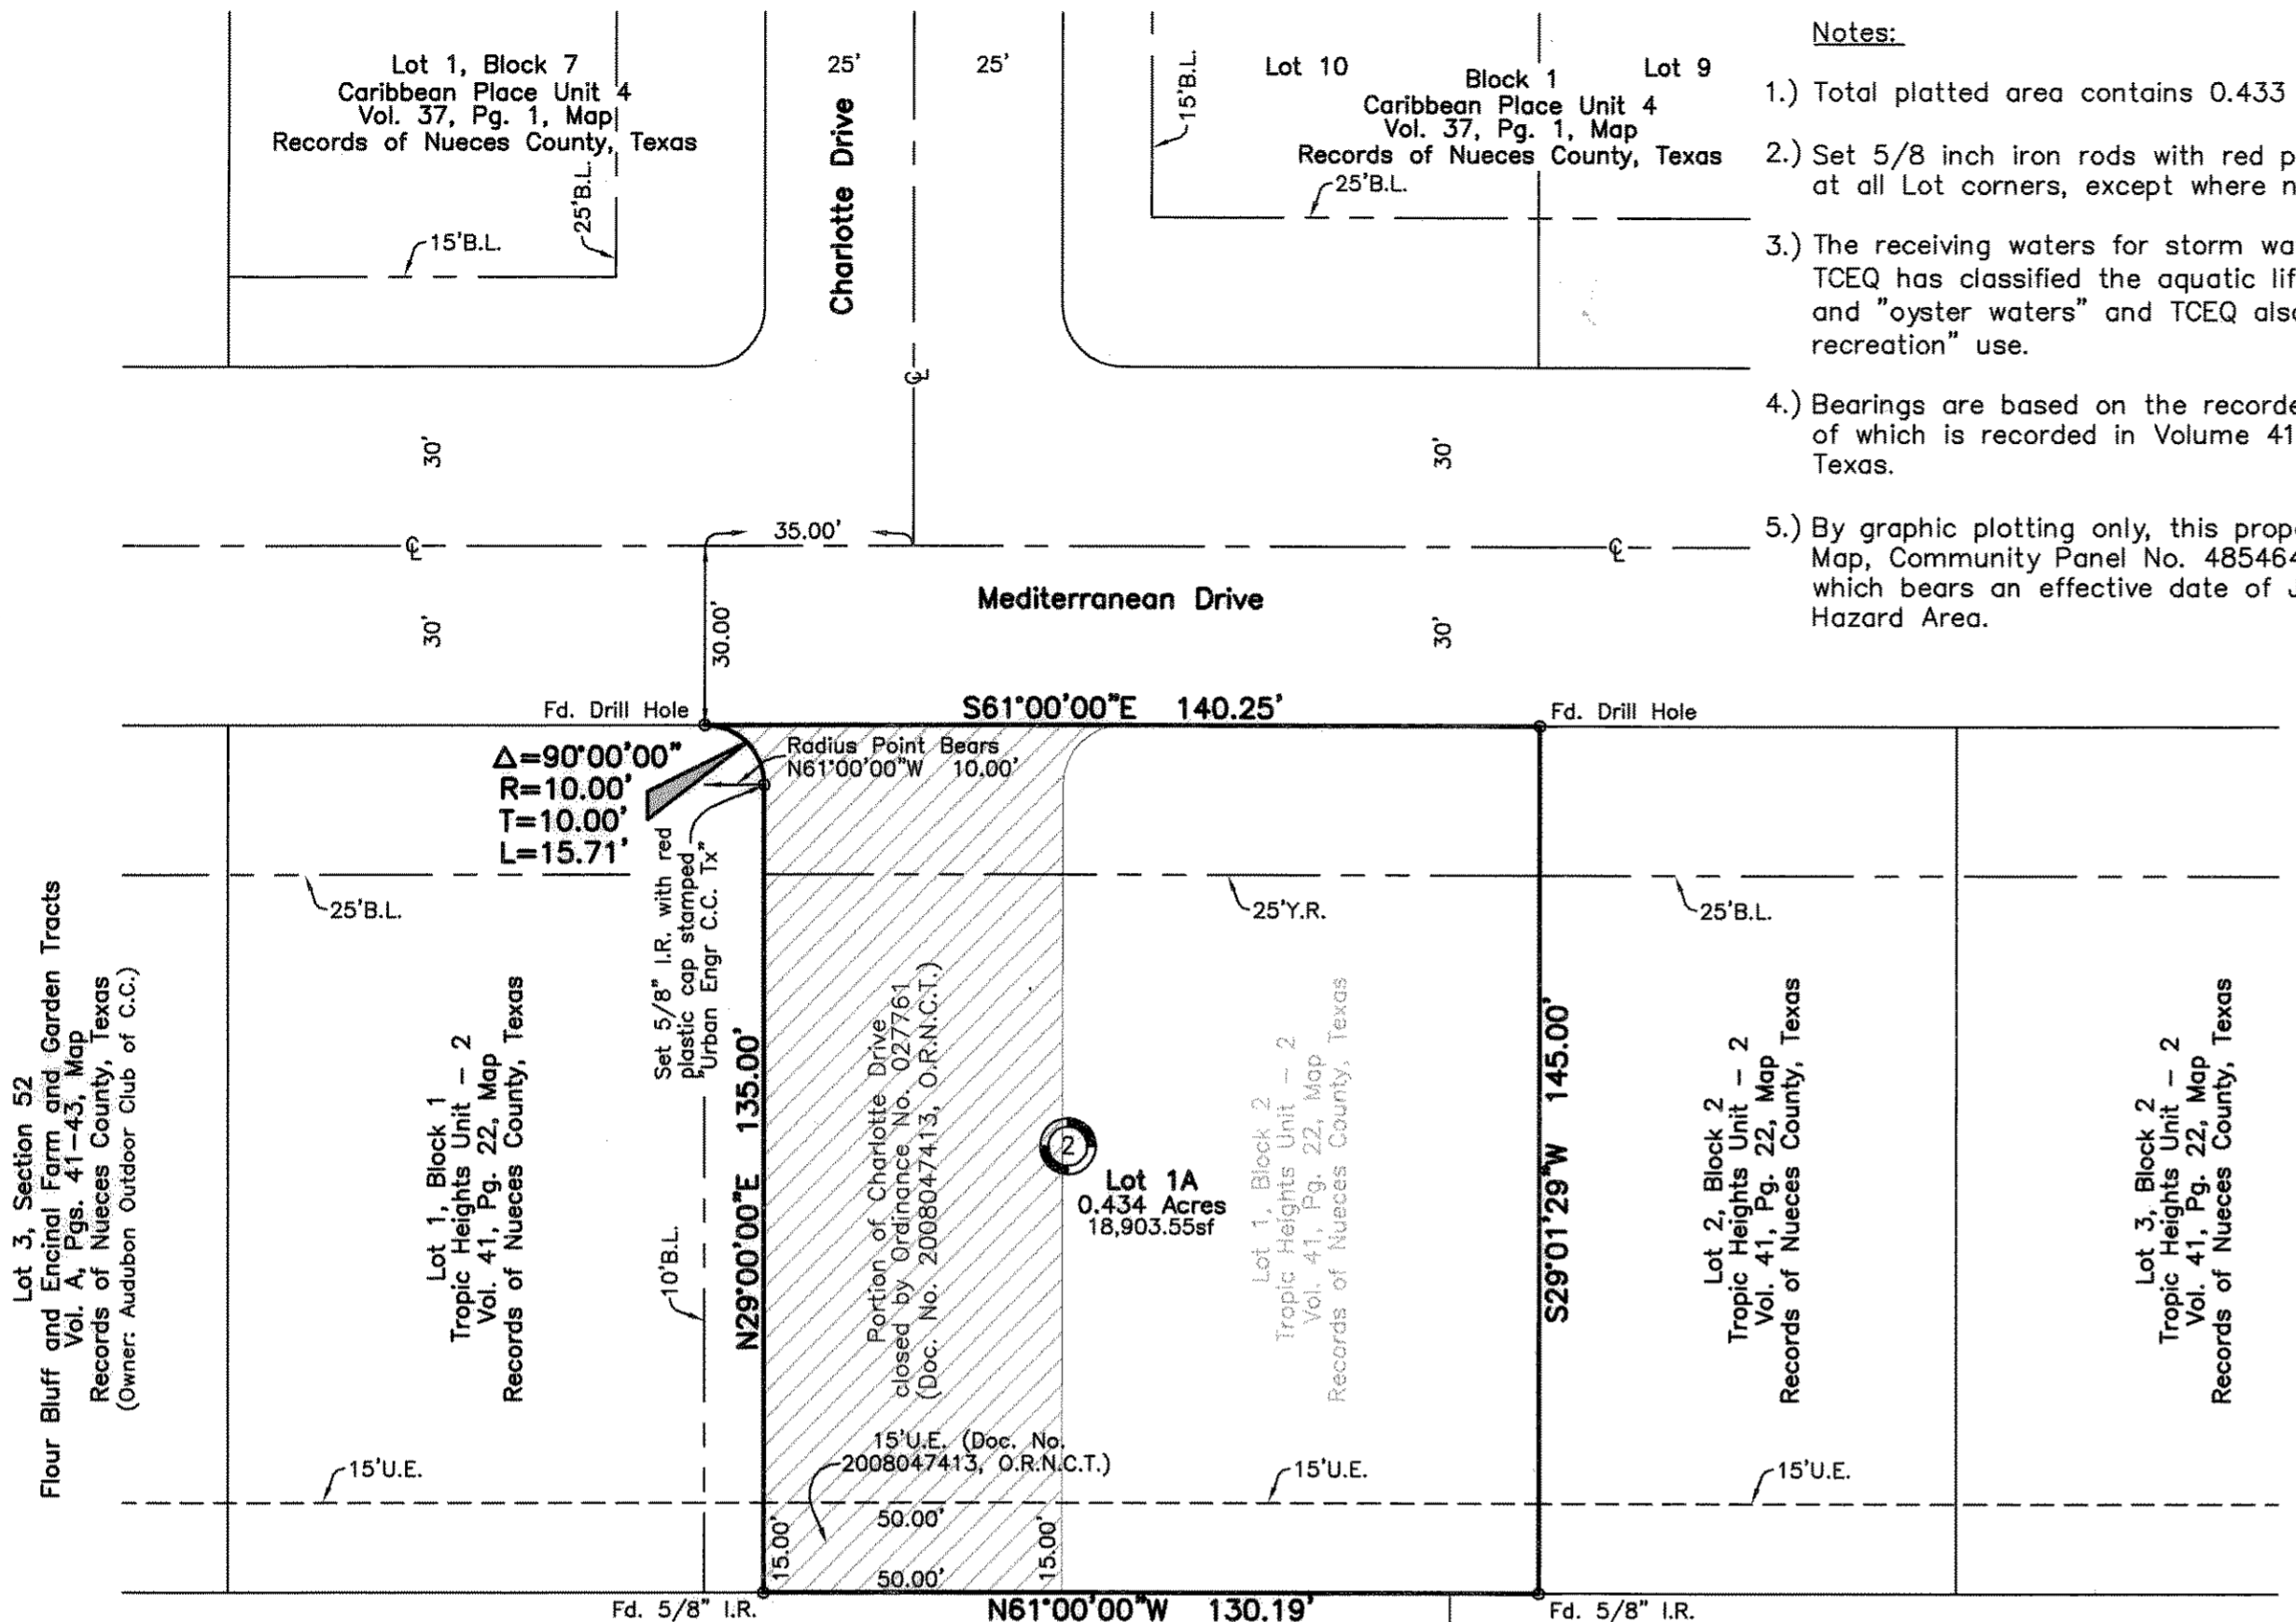 Lot 1, Block 7
Caribbean Place Unit 4
Vol. 37, Pg. 1, Map
Records of Nueces County, Texas
25'B.L.
15'B.L.
25'
25'
Charlotte Drive
15'B.L.
Lot 10
Block 1
Lot 9
Caribbean Place Unit 4
Vol. 37, Pg. 1, Map
Records of Nueces County, Texas
25'B.L.
Notes:
1.) Total platted area contains 0.433
2.) Set 5/8 inch iron rods with red p
at all Lot corners, except where n
3.) The receiving waters for storm wa
TCEQ has classified the aquatic lif
and "oyster waters" and TCEQ als
recreation" use.
4.) Bearings are based on the recorde
of which is recorded in Volume 41
Texas.
5.) By graphic plotting only, this prope
Map, Community Panel No. 485464
which bears an effective date of J
Hazard Area.
30'
30'
℄
35.00'
℄
℄
Mediterranean Drive
30'
30.00'
30'
Fd. Drill Hole
S61°00'00"E 140.25'
Fd. Drill Hole
Δ=90°00'00"
R=10.00'
T=10.00'
L=15.71'
Radius Point Bears
N61°00'00"W 10.00'
Set 5/8" I.R. with red
plastic cap stamped
"Urban Engr C.C. Tx"
25'B.L.
25'Y.R.
25'B.L.
Lot 3, Section 52
Flour Bluff and Encinal Farm and Garden Tracts
Vol. A, Pgs. 41-43, Map
Records of Nueces County, Texas
(Owner: Audubon Outdoor Club of C.C.)
Lot 1, Block 1
Tropic Heights Unit - 2
Vol. 41, Pg. 22, Map
Records of Nueces County, Texas
10'B.L.
N29°00'00"E 135.00'
Portion of Charlotte Drive
closed by Ordinance No. 027761
(Doc. No. 2008047413, O.R.N.C.T.)
2
Lot 1A
0.434 Acres
18,903.55sf
Lot 1, Block 2
Tropic Heights Unit - 2
Vol. 41, Pg. 22, Map
Records of Nueces County, Texas
S29°01'29"W 145.00'
Lot 2, Block 2
Tropic Heights Unit - 2
Vol. 41, Pg. 22, Map
Records of Nueces County, Texas
Lot 3, Block 2
Tropic Heights Unit - 2
Vol. 41, Pg. 22, Map
Records of Nueces County, Texas
15'U.E.
15'U.E. (Doc. No.
2008047413, O.R.N.C.T.)
15'U.E.
15'U.E.
50.00'
15.00'
15.00'
50.00'
Fd. 5/8" I.R.
N61°00'00"W 130.19'
Fd. 5/8" I.R.